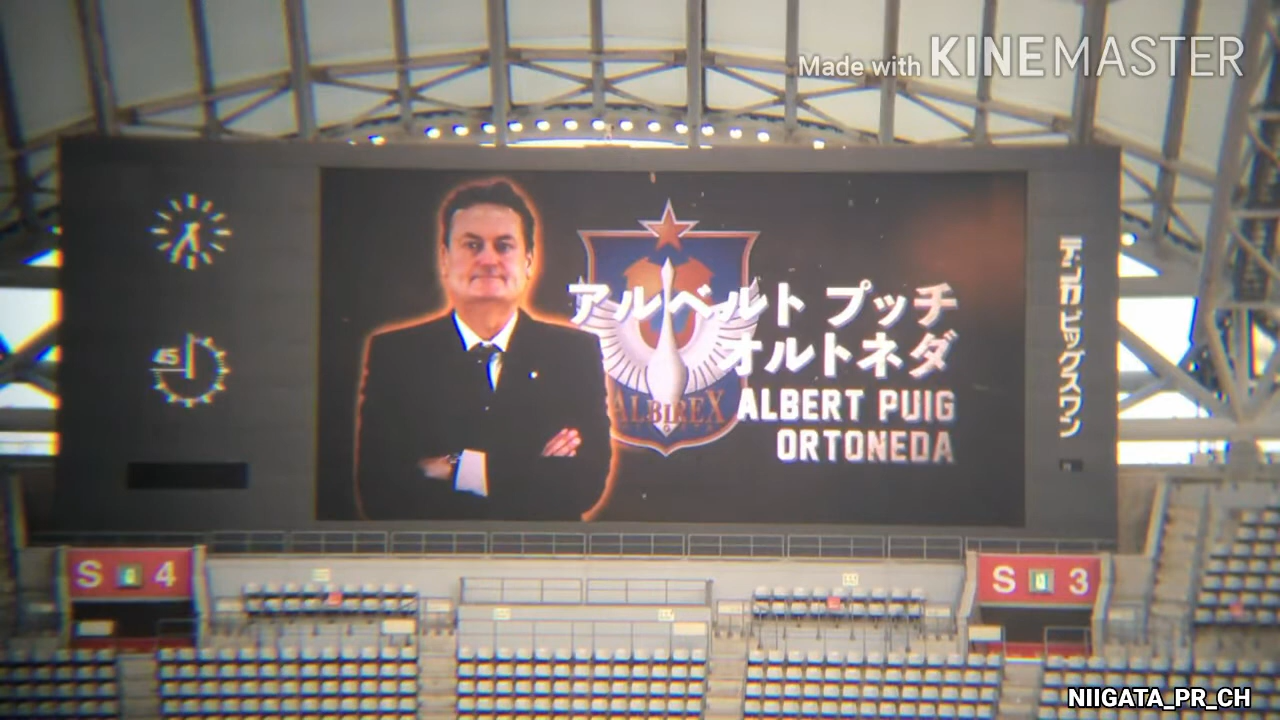 Made with KINEMASTER
アルベルト プッチ
オルトネダ
ALBIREX
ALBERT PUIG
ORTONEDA
デンカビッグスワン
45
S 4
S 3
NIIGATA_PR_CH